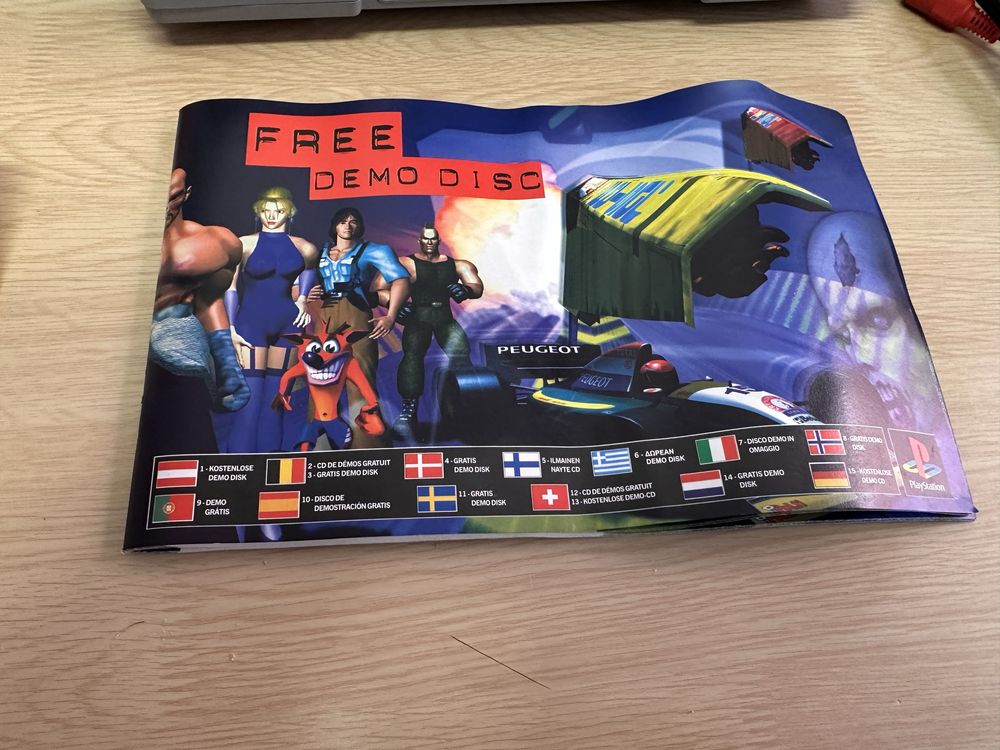 FREE
DEMO DISC
PEUGEOT
PEUGEOT
1 - KOSTENLOSE
DEMO DISK
2 - CD DE DÉMOS GRATUIT
3 - GRATIS DEMO DISK
4 - GRATIS
DEMO DISK
5 - ILMAINEN
NAYTE CD
6 - ΔΩΡΕΑΝ
DEMO DISK
7 - DISCO DEMO IN
OMAGGIO
8 - GRATIS DEMO
DISK
9 - DEMO
GRÁTIS
10 - DISCO DE
DEMOSTRACIÓN GRATIS
11 - GRATIS
DEMO DISK
12 - CD DE DÉMOS GRATUIT
13 - KOSTENLOSE DEMO-CD
14 - GRATIS DEMO
DISK
15 - KOSTENLOSE
DEMO CD
PlayStation